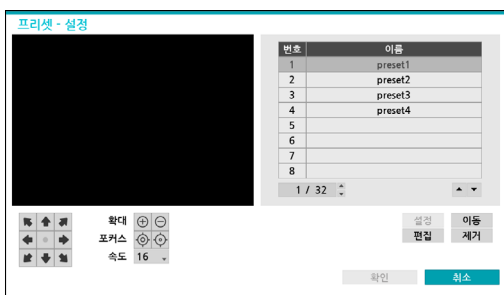 프리셋 - 설정
번호 이름
1 preset1
2 preset2
3 preset3
4 preset4
5
6
7
8
1 / 32
확대
포커스
속도 16
설정 이동
편집 제거
확인 취소